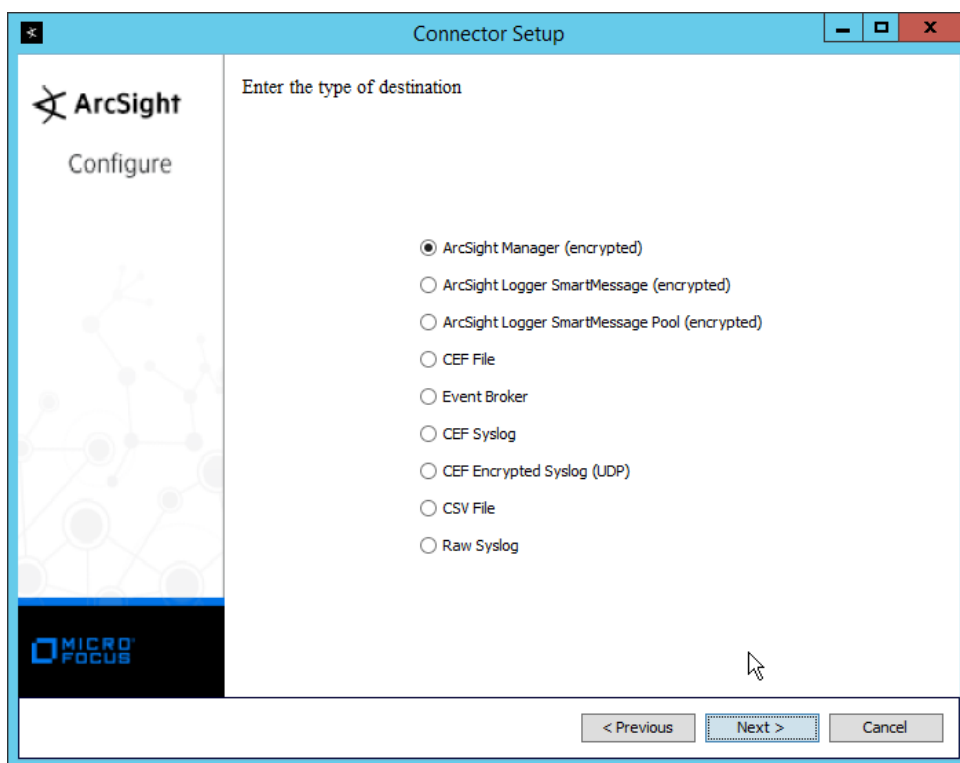 Connector Setup
ArcSight
Configure
Enter the type of destination
ArcSight Manager (encrypted)
ArcSight Logger SmartMessage (encrypted)
ArcSight Logger SmartMessage Pool (encrypted)
CEF File
Event Broker
CEF Syslog
CEF Encrypted Syslog (UDP)
CSV File
Raw Syslog
MICRO
FOCUS
< Previous
Next >
Cancel